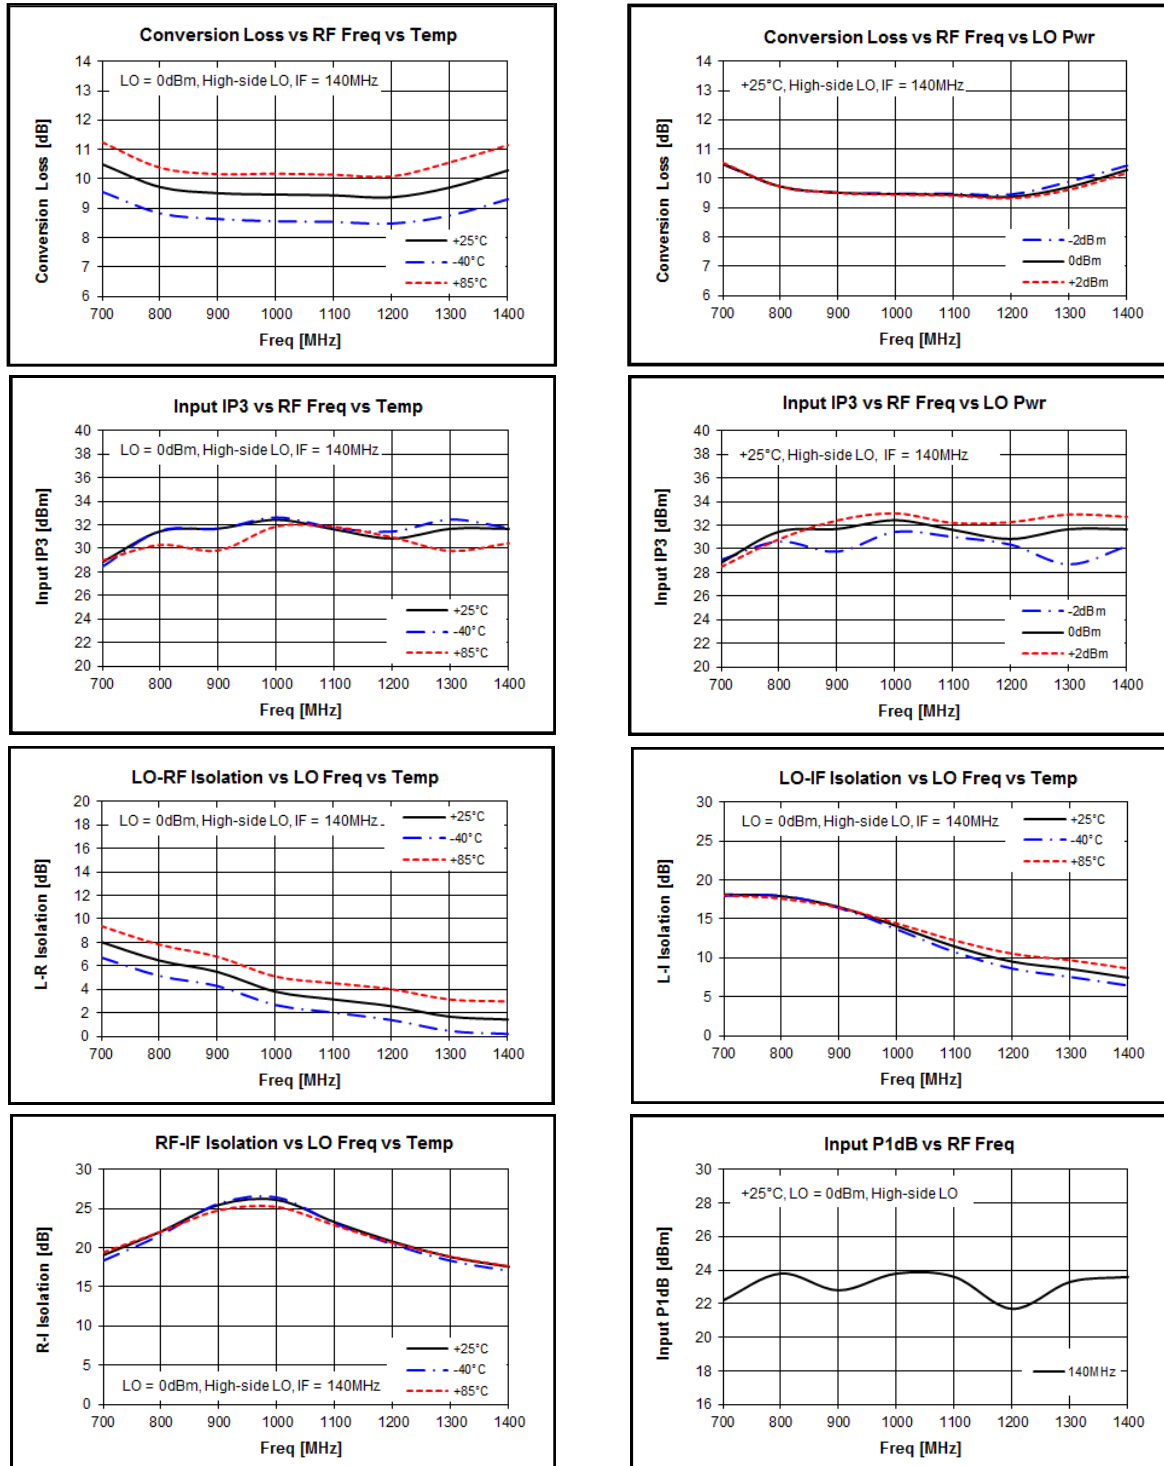 Conversion Loss vs RF Freq vs Temp
14
13
12
11
10
9
8
7
6
LO = 0dBm, High-side LO, IF = 140MHz
Conversion Loss [dB]
+25°C
-40°C
+85°C
700 800 900 1000 1100 1200 1300 1400
Freq [MHz]
Conversion Loss vs RF Freq vs LO Pwr
14
13
12
11
10
9
8
7
6
+25°C, High-side LO, IF = 140MHz
Conversion Loss [dB]
-2dBm
0dBm
+2dBm
700 800 900 1000 1100 1200 1300 1400
Freq [MHz]
Input IP3 vs RF Freq vs Temp
40
38
36
34
32
30
28
26
24
22
20
LO = 0dBm, High-side LO, IF = 140MHz
Input IP3 [dBm]
+25°C
-40°C
+85°C
700 800 900 1000 1100 1200 1300 1400
Freq [MHz]
Input IP3 vs RF Freq vs LO Pwr
40
38
36
34
32
30
28
26
24
22
20
+25°C, High-side LO, IF = 140MHz
Input IP3 [dBm]
-2dBm
0dBm
+2dBm
700 800 900 1000 1100 1200 1300 1400
Freq [MHz]
LO-RF Isolation vs LO Freq vs Temp
20
18
16
14
12
10
8
6
4
2
0
LO = 0dBm, High-side LO, IF = 140MHz
L-R Isolation [dB]
+25°C
-40°C
+85°C
700 800 900 1000 1100 1200 1300 1400
Freq [MHz]
LO-IF Isolation vs LO Freq vs Temp
30
25
20
15
10
5
0
LO = 0dBm, High-side LO, IF = 140MHz
L-I Isolation [dB]
+25°C
-40°C
+85°C
700 800 900 1000 1100 1200 1300 1400
Freq [MHz]
RF-IF Isolation vs LO Freq vs Temp
30
25
20
15
10
5
0
R-I Isolation [dB]
+25°C
-40°C
+85°C
LO = 0dBm, High-side LO, IF = 140MHz
700 800 900 1000 1100 1200 1300 1400
Freq [MHz]
Input P1dB vs RF Freq
30
28
26
24
22
20
18
16
+25°C, LO = 0dBm, High-side LO
Input P1dB [dBm]
140MHz
700 800 900 1000 1100 1200 1300 1400
Freq [MHz]